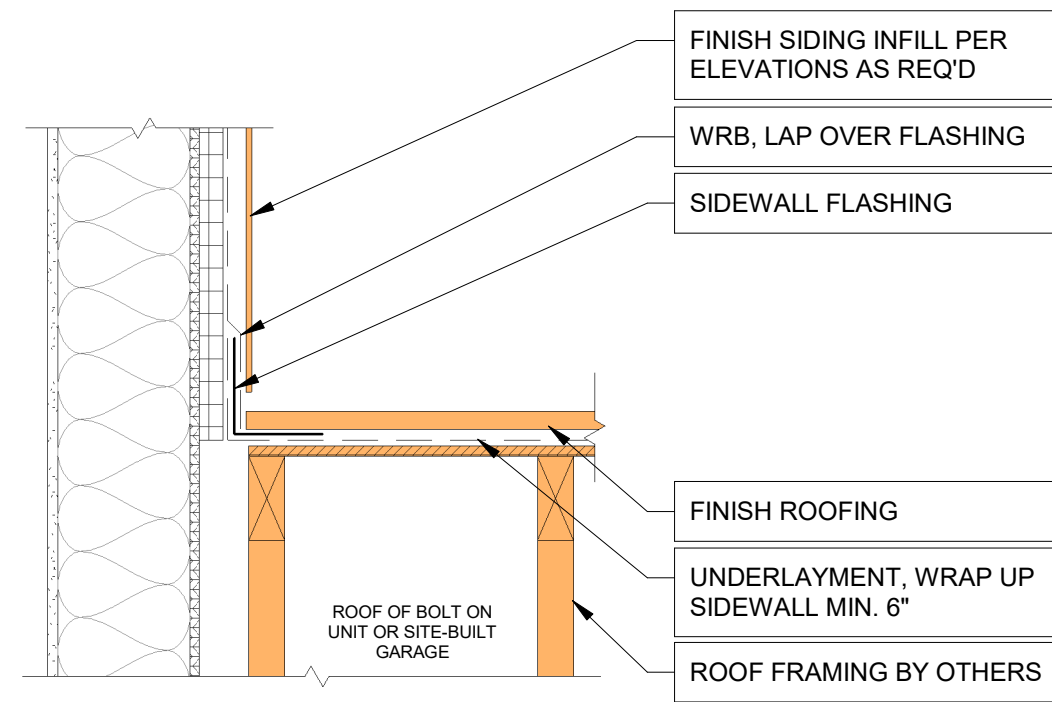 FINISH SIDING INFILL PER
ELEVATIONS AS REQ'D
WRB, LAP OVER FLASHING
SIDEWALL FLASHING
FINISH ROOFING
UNDERLAYMENT, WRAP UP
SIDEWALL MIN. 6"
ROOF FRAMING BY OTHERS
ROOF OF BOLT ON
UNIT OR SITE-BUILT
GARAGE